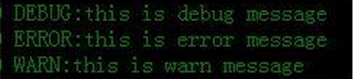 DEBUG:this is debug message
ERROR:this is error message
WARN:this is warn message